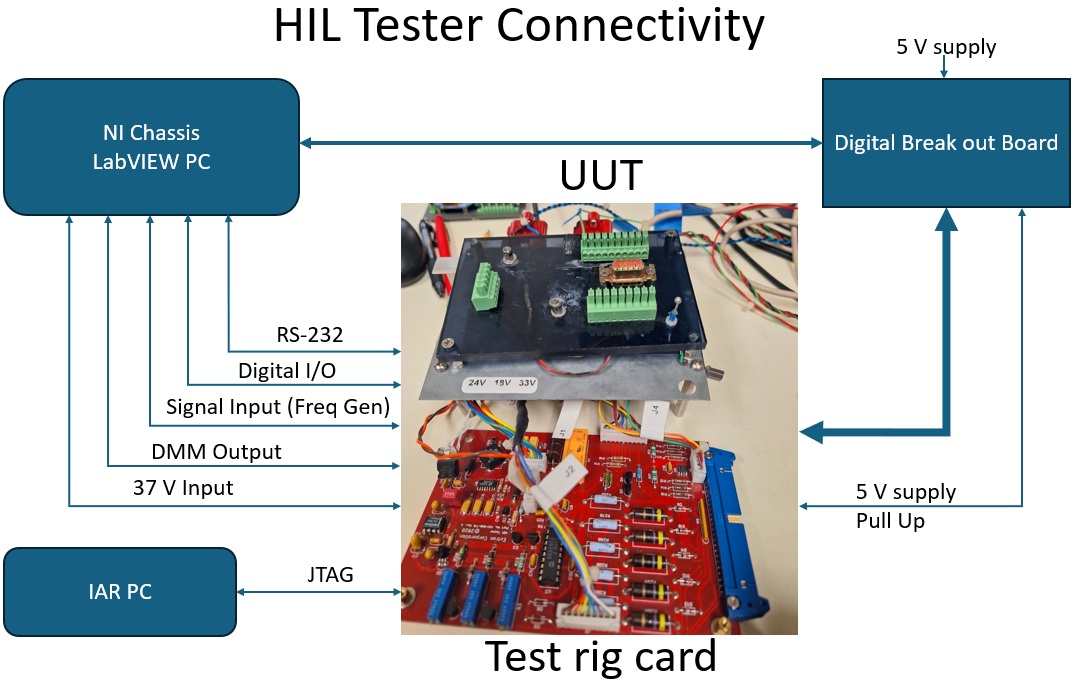 HIL Tester Connectivity
5 V supply
NI Chassis
LabVIEW PC
Digital Break out Board
UUT
RS-232
Digital I/O
24V 18V 33V
Signal Input (Freq Gen)
J1
J4
DMM Output
J2
37 V Input
5 V supply
Pull Up
JTAG
IAR PC
Test rig card